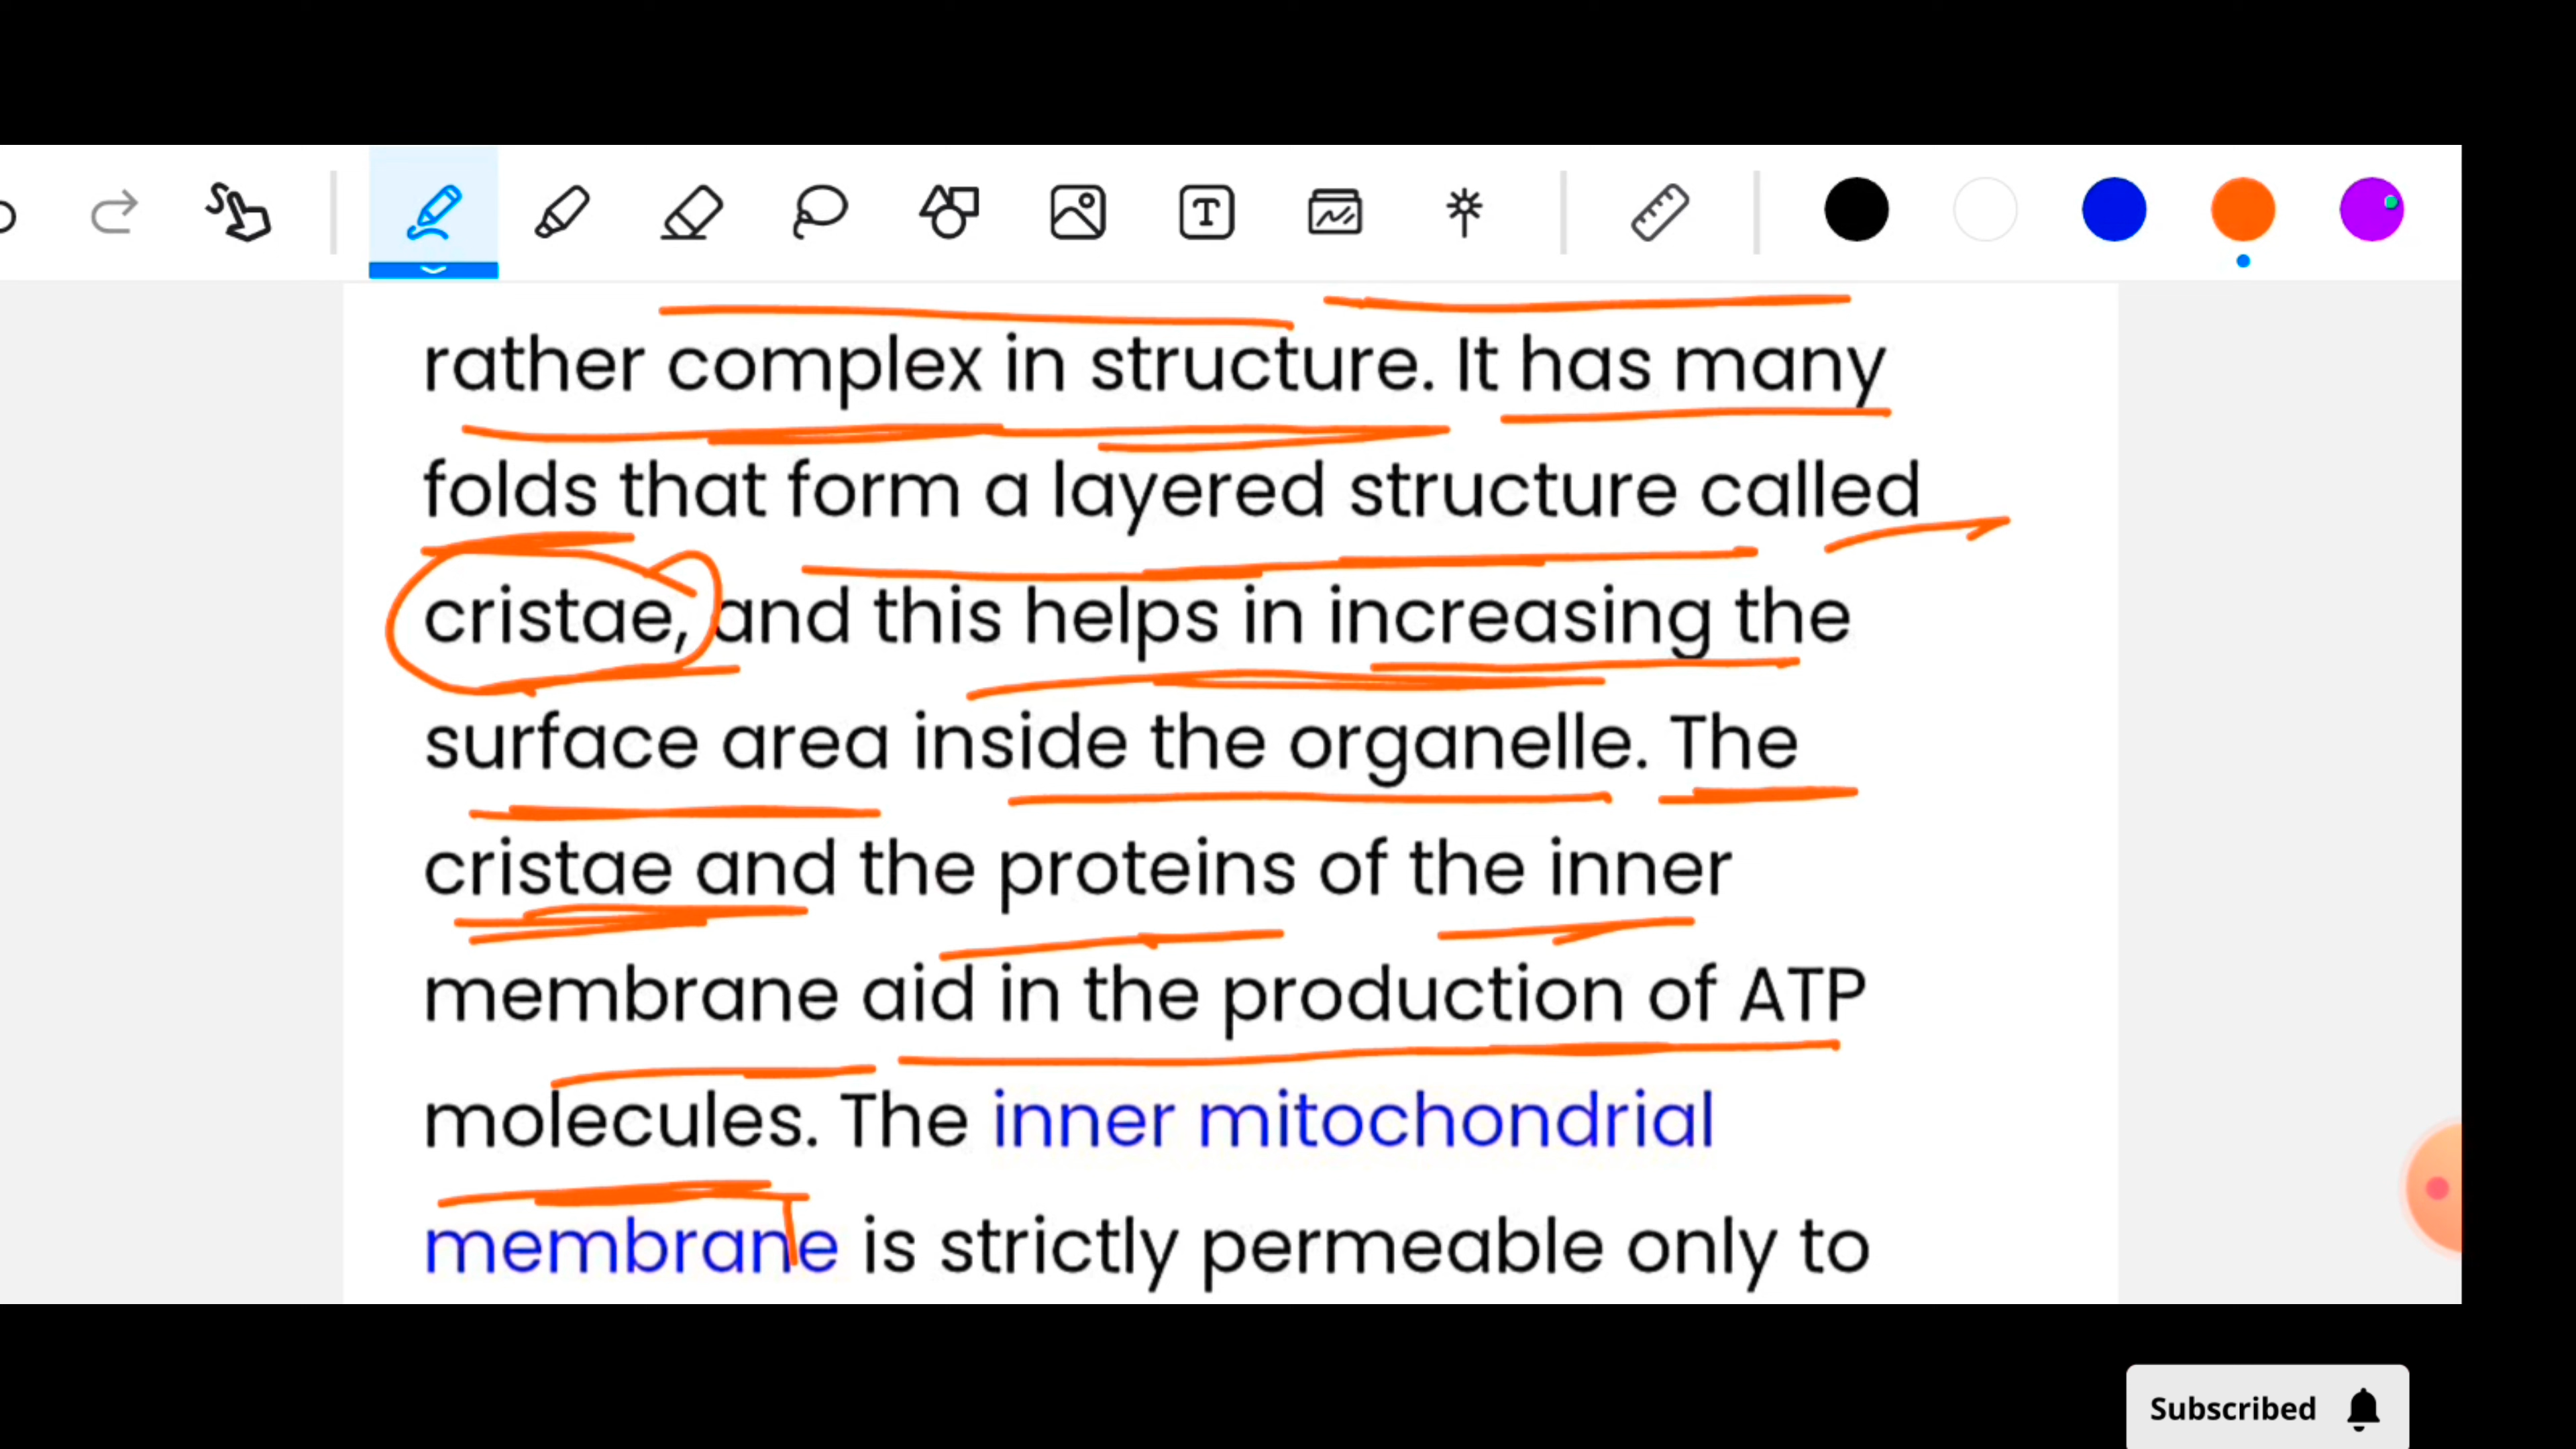 rather complex in structure. It has many
folds that form a layered structure called
cristae, and this helps in increasing the
surface area inside the organelle. The
cristae and the proteins of the inner
membrane aid in the production of ATP
molecules. The inner mitochondrial
membrane is strictly permeable only to
Subscribed